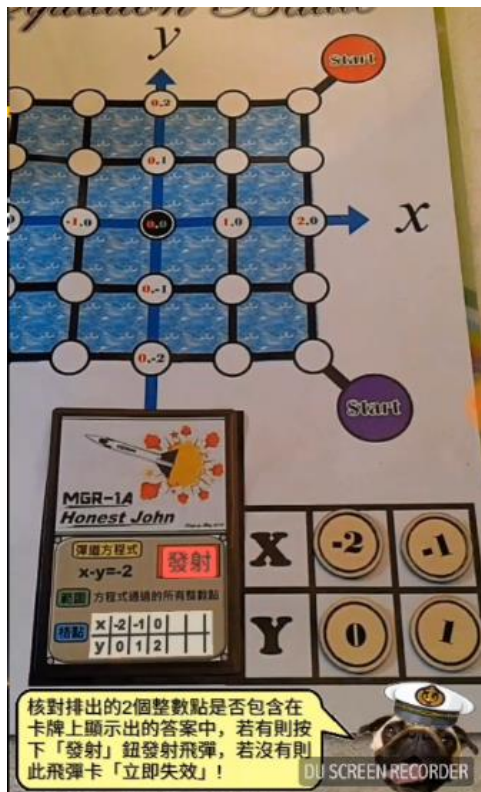 Equation Battle
y
Start
0,2
0,1
-1,0
0,0
1,0
2,0
x
0,-1
0,-2
Start
MGR-1A
Honest John
彈道方程式
發射
x-y=-2
範圍 方程式通過的所有整數點
格點
x -2 -1 0
y 0 1 2
X -2 -1
Y 0 1
核對排出的2個整數點是否包含在
卡牌上顯示出的答案中,若有則按
下「發射」鈕發射飛彈,若沒有則
此飛彈卡「立即失效」!
DU SCREEN RECORDER